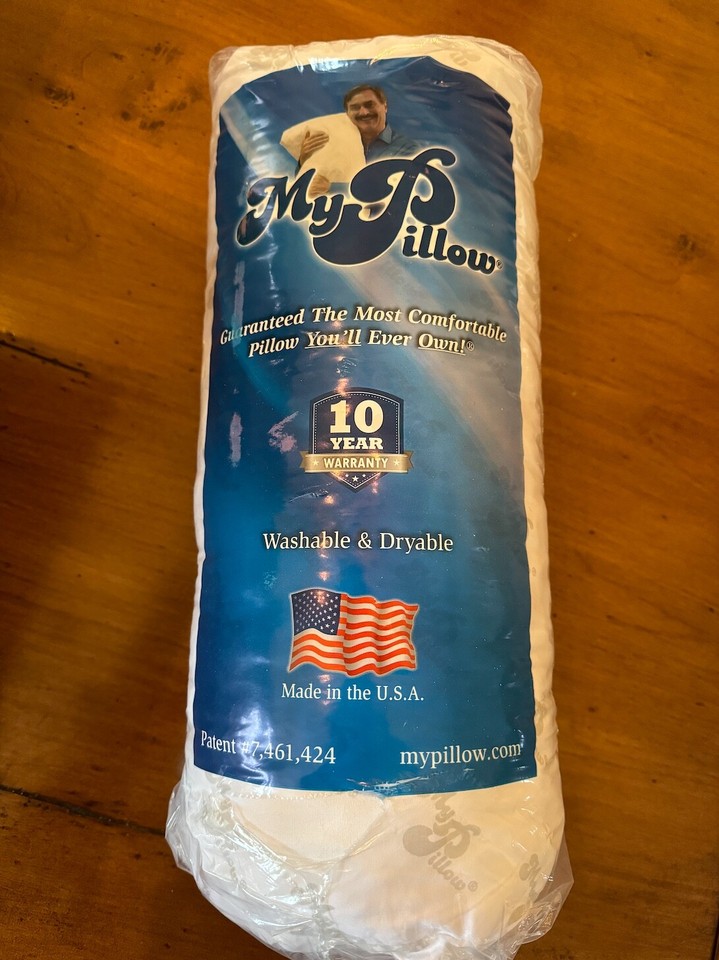 MyPillow®
Guaranteed The Most Comfortable
Pillow You'll Ever Own!®
10
YEAR
WARRANTY
Washable & Dryable
Made in the U.S.A.
Patent #7,461,424
mypillow.com
MyPillow®